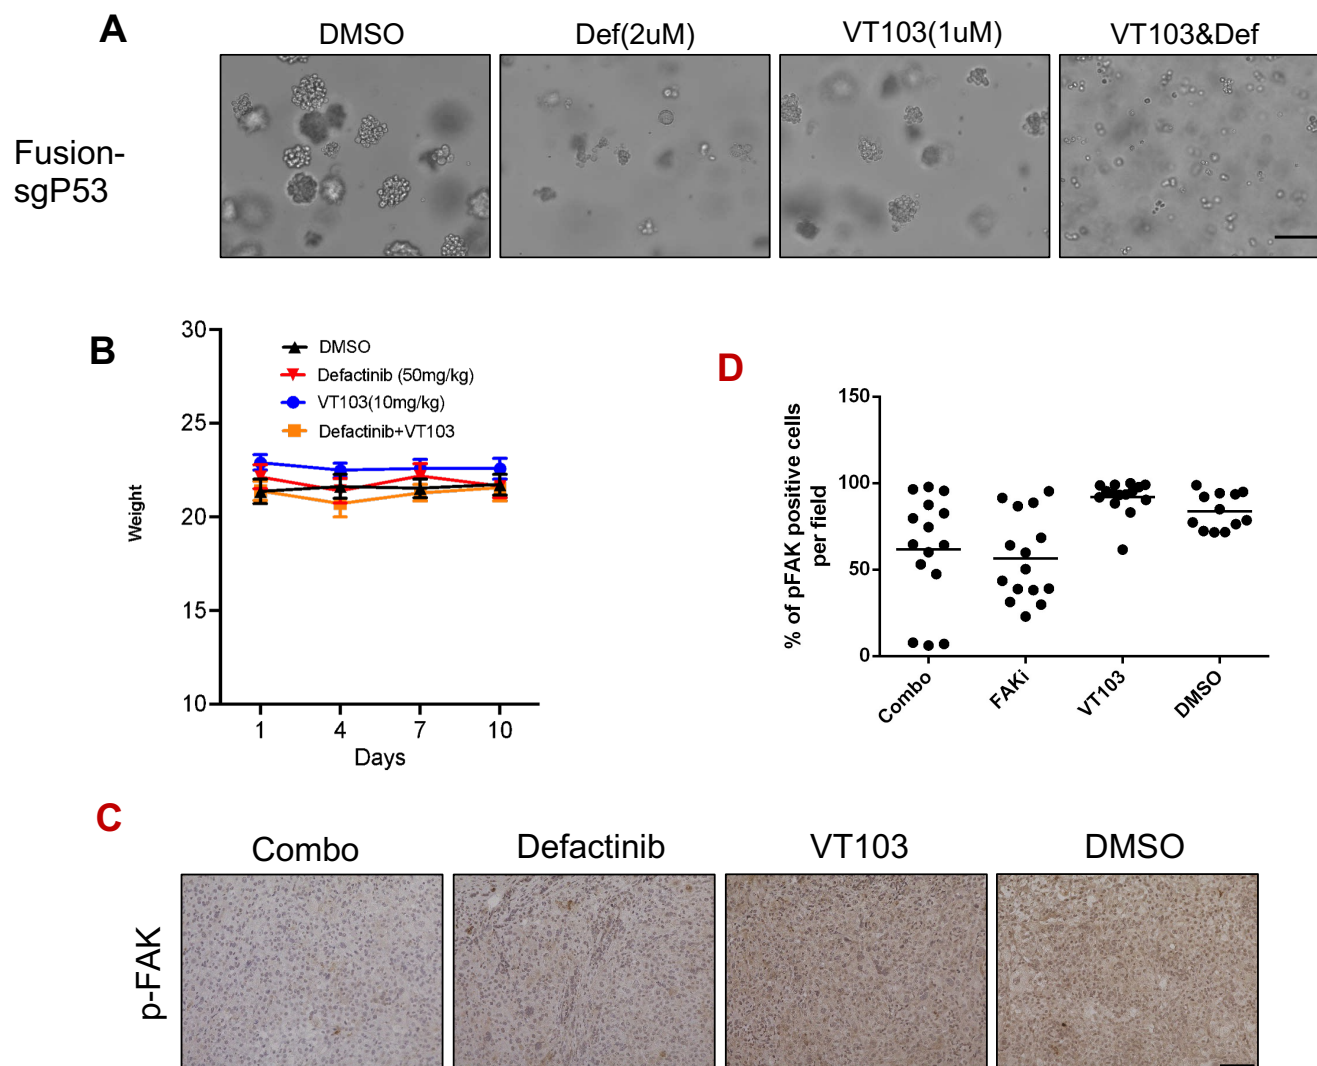 A
DMSO
Def(2uM)
VT103(1uM)
VT103&Def
Fusion-
sgP53
B
30
25
20
15
10
Weight
DMSO
Defactinib (50mg/kg)
VT103(10mg/kg)
Defactinib+VT103
1
4
7
10
Days
D
150
100
50
0
% of pFAK positive cells
per field
Combo
FAKi
VT103
DMSO
C
Combo
Defactinib
VT103
DMSO
p-FAK